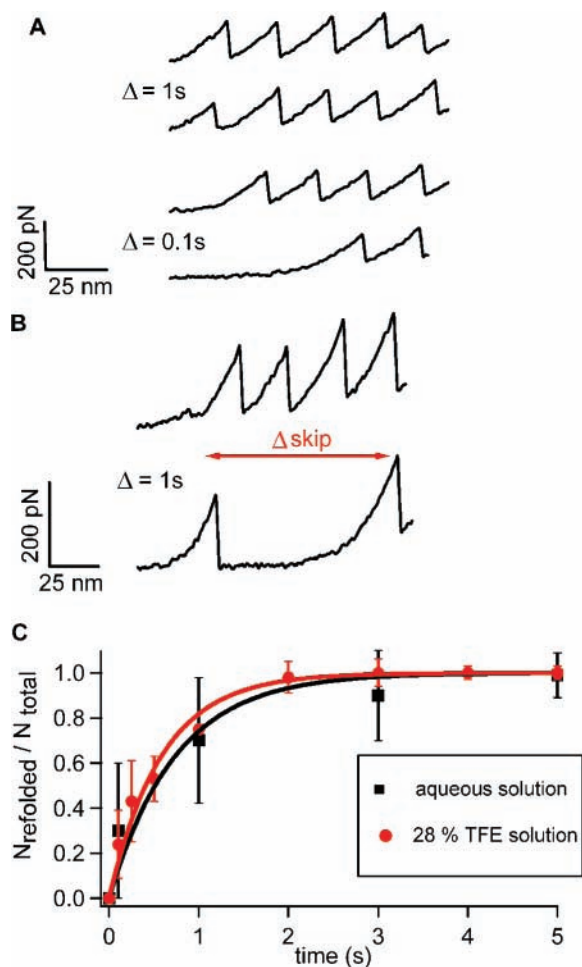 A
Δ = 1s
Δ = 0.1s
200 pN
25 nm
B
Δ skip
Δ = 1s
200 pN
25 nm
C
Nrefolded / N total
1.0
0.8
0.6
0.4
0.2
0.0
aqueous solution
28 % TFE solution
0 1 2 3 4 5
time (s)